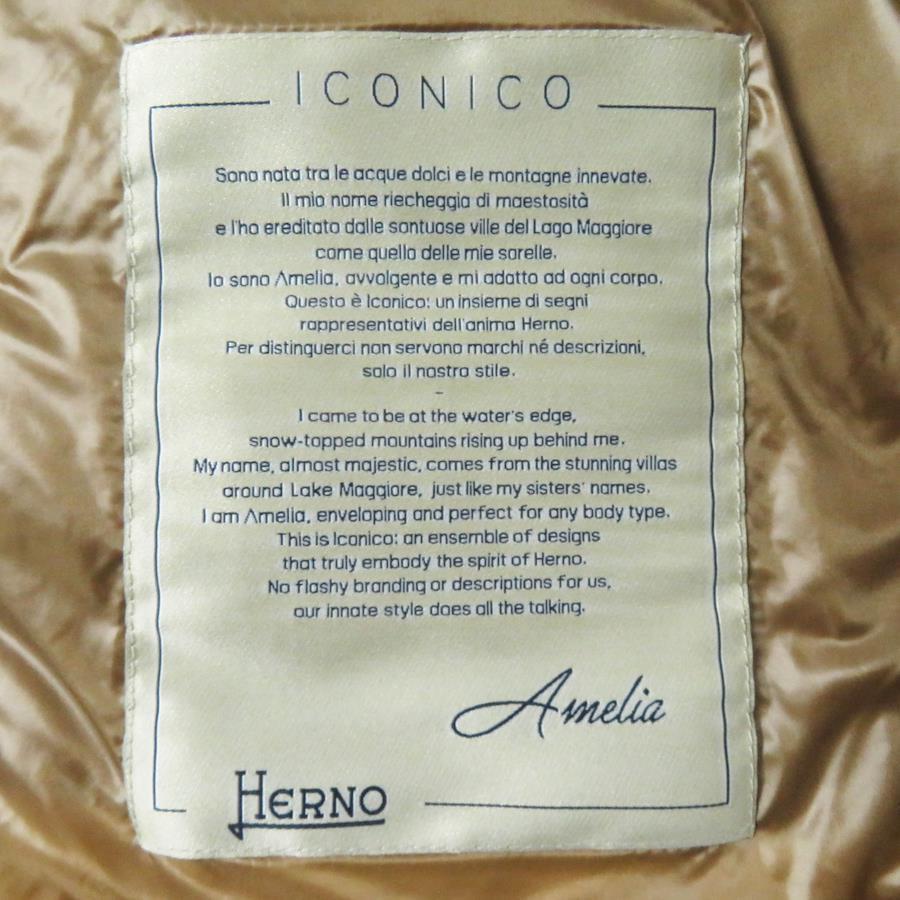 ICONICO
Sono nata tra le acque dolci e le montagne innevate.
Il mio nome riecheggia di maestosità
e l'ho ereditato dalle sontuose ville del Lago Maggiore
come quello delle mie sorelle.
Io sono Amelia, avvolgente e mi adatto ad ogni corpo.
Questo è Iconico: un insieme di segni
rappresentativi dell'anima Herno.
Per distinguerci non servono marchi né descrizioni,
solo il nostro stile.
-
I came to be at the water's edge,
snow-topped mountains rising up behind me.
My name, almost majestic, comes from the stunning villas
around Lake Maggiore, just like my sisters' names.
I am Amelia, enveloping and perfect for any body type.
This is Iconico: an ensemble of designs
that truly embody the spirit of Herno.
No flashy branding or descriptions for us,
our innate style does all the talking.
Amelia
HERNO